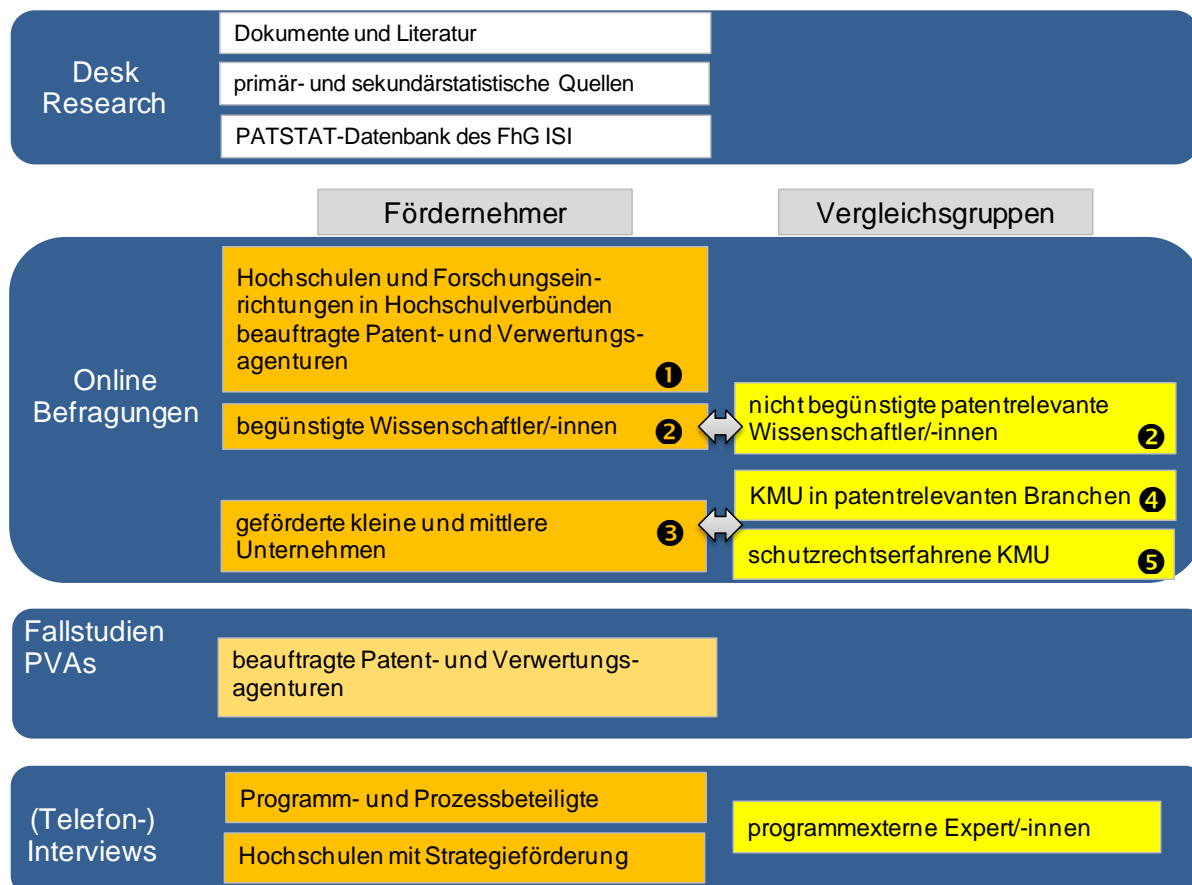 Desk
Research
Dokumente und Literatur
primär- und sekundärstatistische Quellen
PATSTAT-Datenbank des FhG ISI
Fördernehmer
Vergleichsgruppen
Online
Befragungen
Hochschulen und Forschungsein-
richtungen in Hochschulverbünden
beauftragte Patent- und Verwertungs-
agenturen
❶
begünstigte Wissenschaftler/-innen ❷
nicht begünstigte patentrelevante
Wissenschaftler/-innen ❷
geförderte kleine und mittlere
Unternehmen ❸
KMU in patentrelevanten Branchen ❹
schutzrechtserfahrene KMU ❺
Fallstudien
PVAs
beauftragte Patent- und Verwertungs-
agenturen
(Telefon-)
Interviews
Programm- und Prozessbeteiligte
Hochschulen mit Strategieförderung
programmexterne Expert/-innen